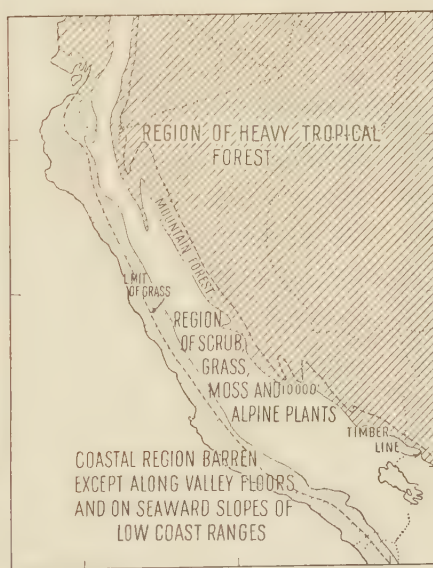 REGION OF HEAVY TROPICAL
FOREST
MOUNTAIN FOREST
LIMIT
OF GRASS
REGION
OF SCRUB,
GRASS,
MOSS AND
10000'
ALPINE PLANTS
TIMBER
LINE
COASTAL REGION BARREN
EXCEPT ALONG VALLEY FLOORS
AND ON SEAWARD SLOPES OF
LOW COAST RANGES